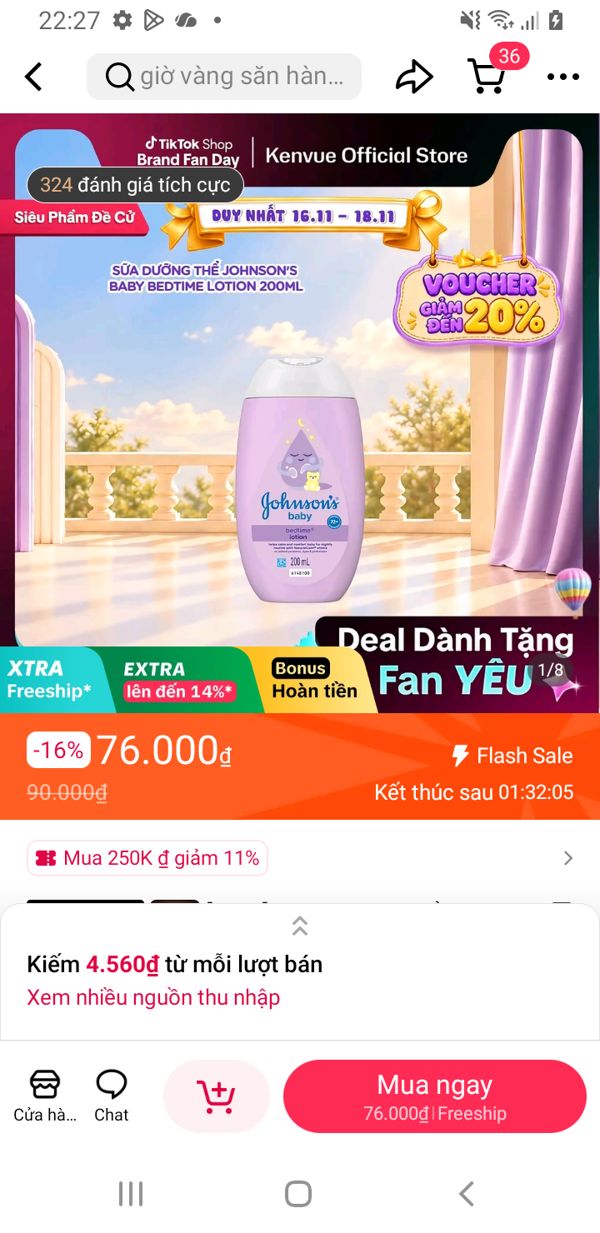 22:27
36
giờ vàng săn hàn...
TikTok Shop
Brand Fan Day
Kenvue Official Store
324 đánh giá tích cực
Siêu Phẩm Đề Cử
DUY NHẤT 16.11 – 18.11
SỮA DƯỠNG THỂ JOHNSON'S
BABY BEDTIME LOTION 200ML
VOUCHER
GIẢM ĐẾN 20%
Johnson's
baby
bedtime®
lotion
200 mL
Deal Dành Tặng
Fan YÊU
1/8
XTRA
Freeship*
EXTRA
lên đến 14%*
Bonus
Hoàn tiền
-16% 76.000₫
Flash Sale
90.000₫
Kết thúc sau 01:32:05
Mua 250K ₫ giảm 11%
Kiếm 4.560₫ từ mỗi lượt bán
Xem nhiều nguồn thu nhập
Cửa hà...
Chat
Mua ngay
76.000₫ | Freeship